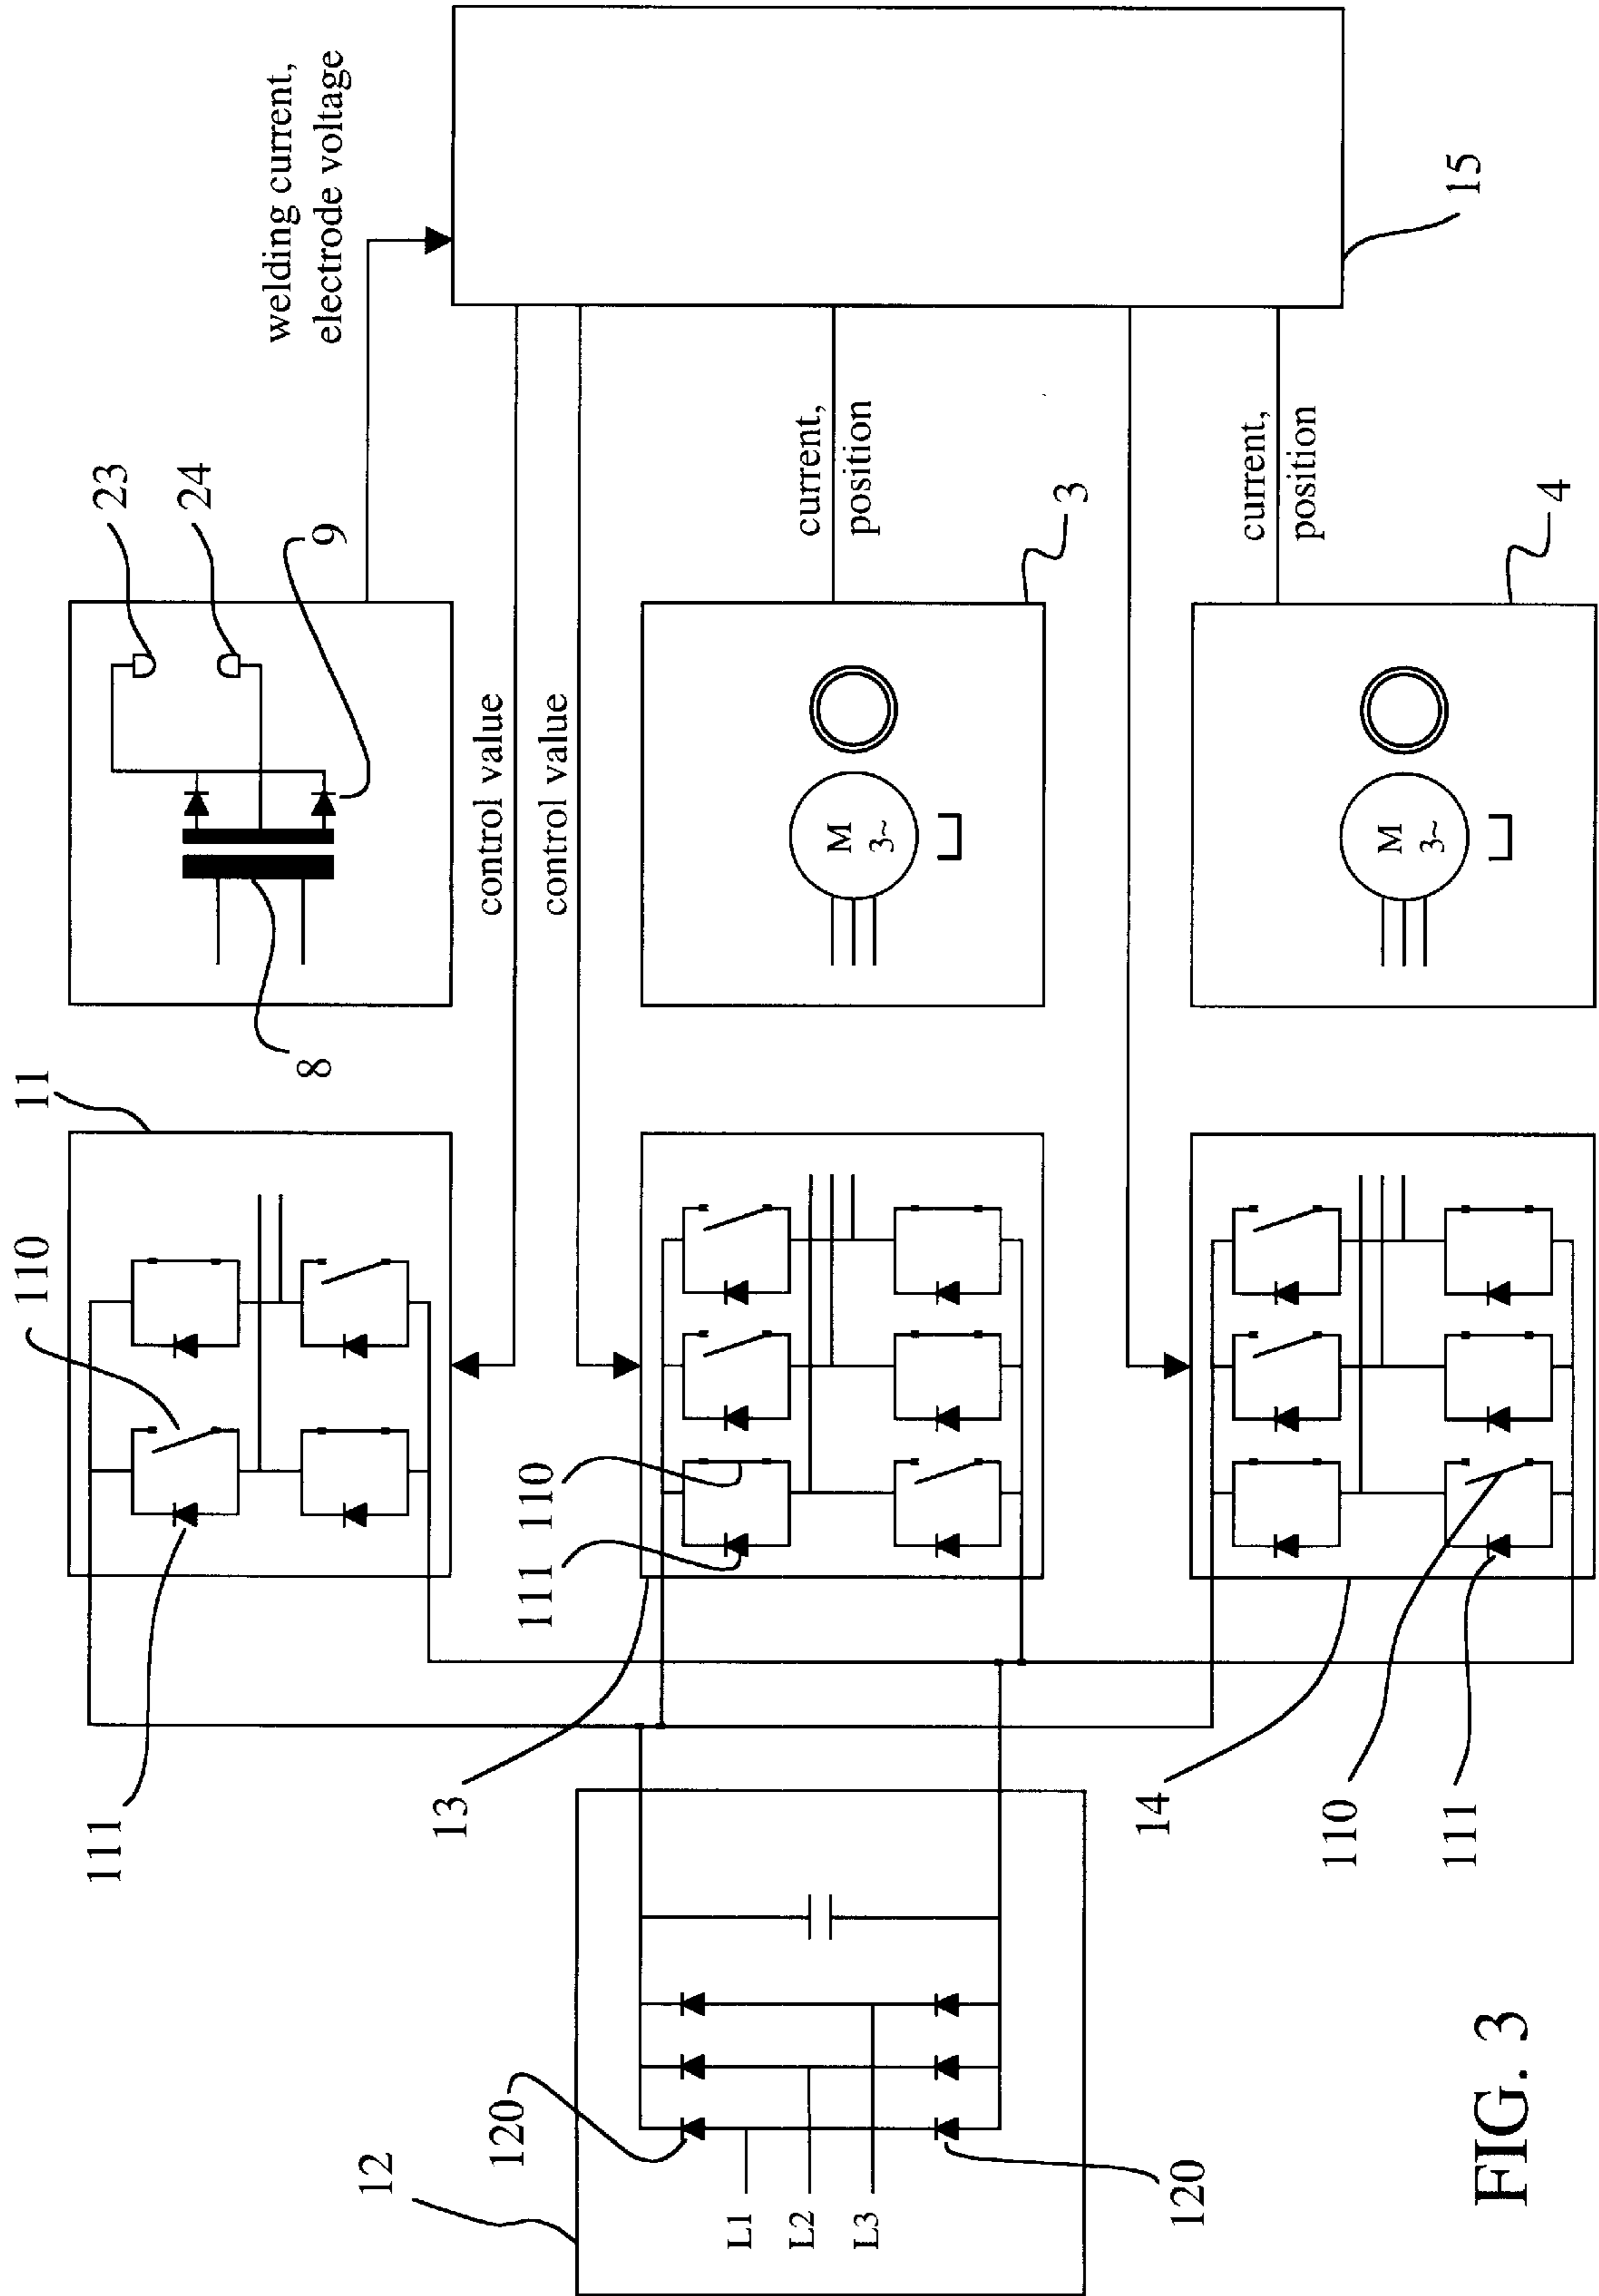 welding current,
electrode voltage
23
24
9
8
11
110
111
control value
control value
current,
position
3
110
111
13
current,
position
4
15
14
110
111
12
120
L1
L2
L3
120
FIG. 3
M
3~
M
3~